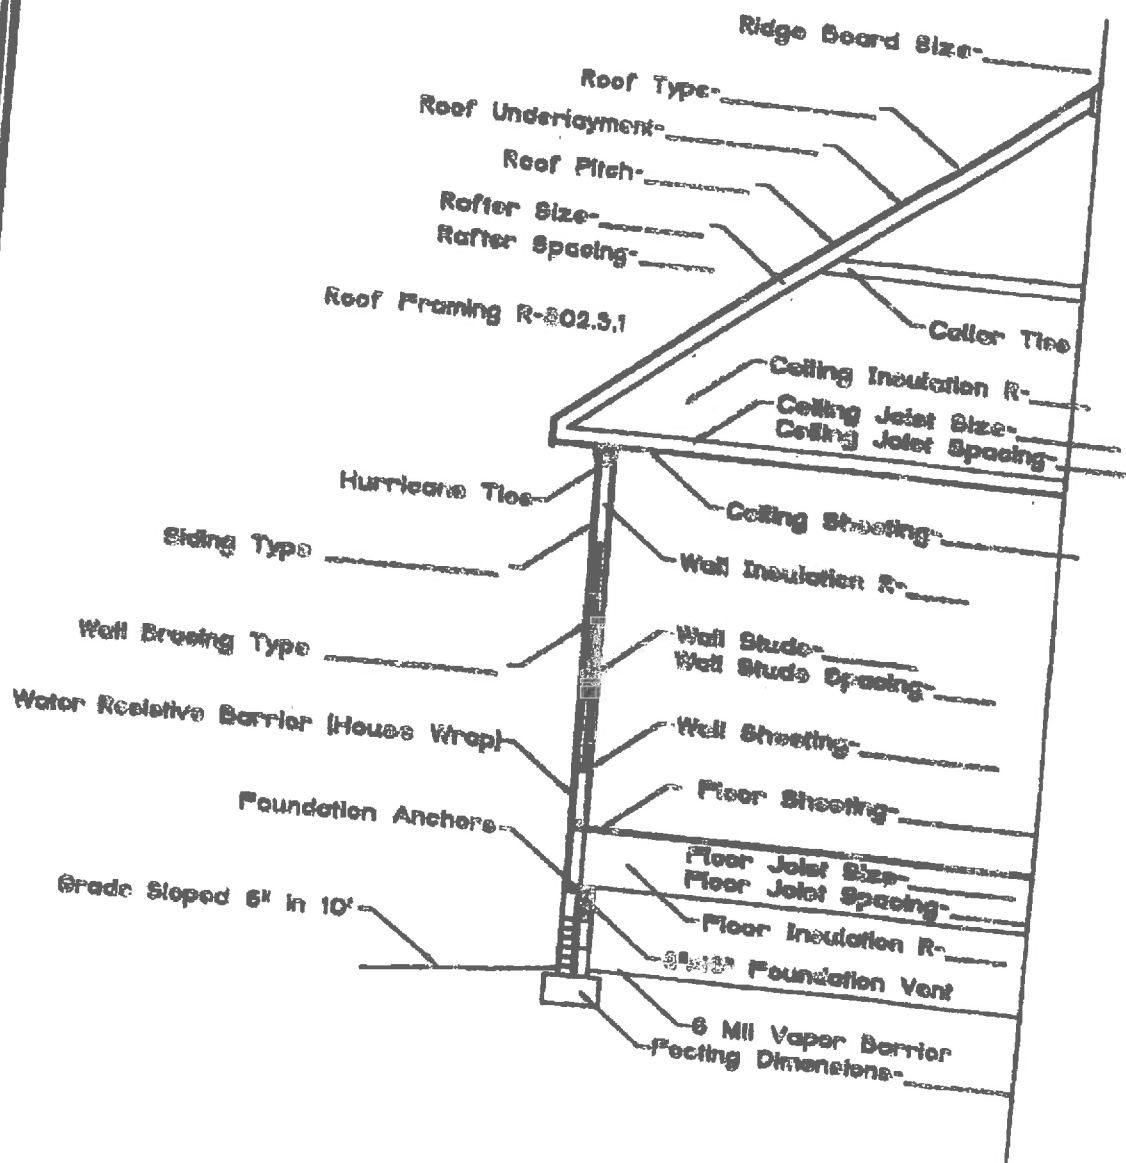 Ridge Board Size-
Roof Type-
Roof Underlayment-
Roof Pitch-
Rafter Size-
Rafter Spacing-
Roof Framing R-802.3.1
Collar Ties
Ceiling Insulation R-
Ceiling Joist Size-
Ceiling Joist Spacing-
Hurricane Ties-
Ceiling Sheeting-
Siding Type
Wall Insulation R-
Wall Bracing Type
Wall Studs-
Wall Studs Spacing-
Water Resistive Barrier (House Wrap)
Wall Sheeting-
Floor Sheeting-
Foundation Anchors-
Floor Joist Size-
Floor Joist Spacing-
Grade Sloped 6" in 10'-
Floor Insulation R-
Foundation Vent
6 Mil Vapor Barrier
Footing Dimensions-